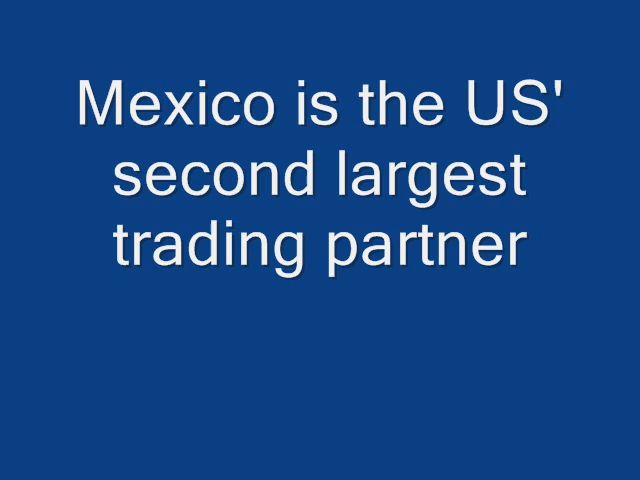 Mexico is the US'
second largest
trading partner